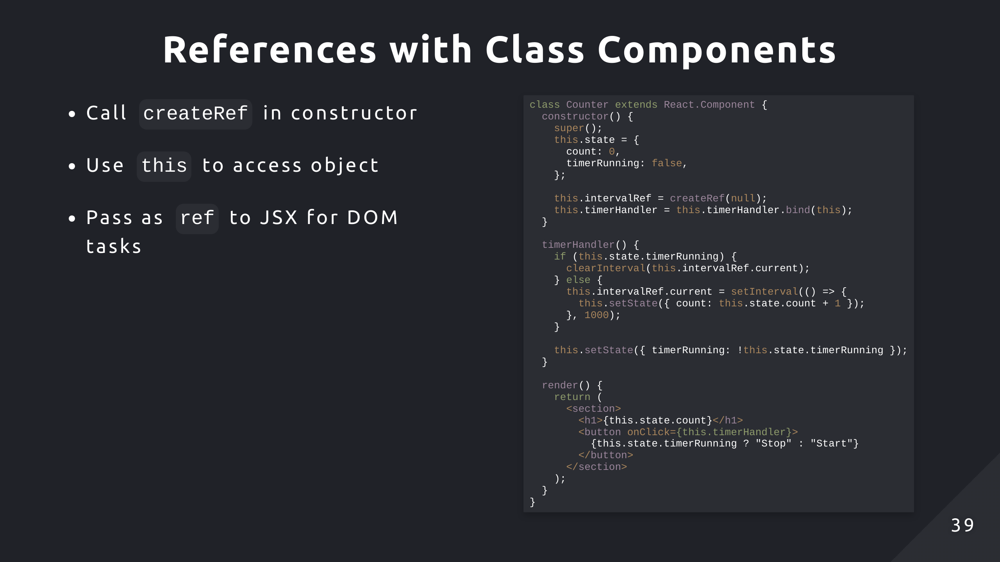 References with Class Components
• Call createRef in constructor
• Use this to access object
• Pass as ref to JSX for DOM
tasks
class Counter extends React.Component {
  constructor() {
    super();
    this.state = {
      count: 0,
      timerRunning: false,
    };

    this.intervalRef = createRef(null);
    this.timerHandler = this.timerHandler.bind(this);
  }

  timerHandler() {
    if (this.state.timerRunning) {
      clearInterval(this.intervalRef.current);
    } else {
      this.intervalRef.current = setInterval(() => {
        this.setState({ count: this.state.count + 1 });
      }, 1000);
    }

    this.setState({ timerRunning: !this.state.timerRunning });
  }

  render() {
    return (
      <section>
        <h1>{this.state.count}</h1>
        <button onClick={this.timerHandler}>
          {this.state.timerRunning ? "Stop" : "Start"}
        </button>
      </section>
    );
  }
}
39